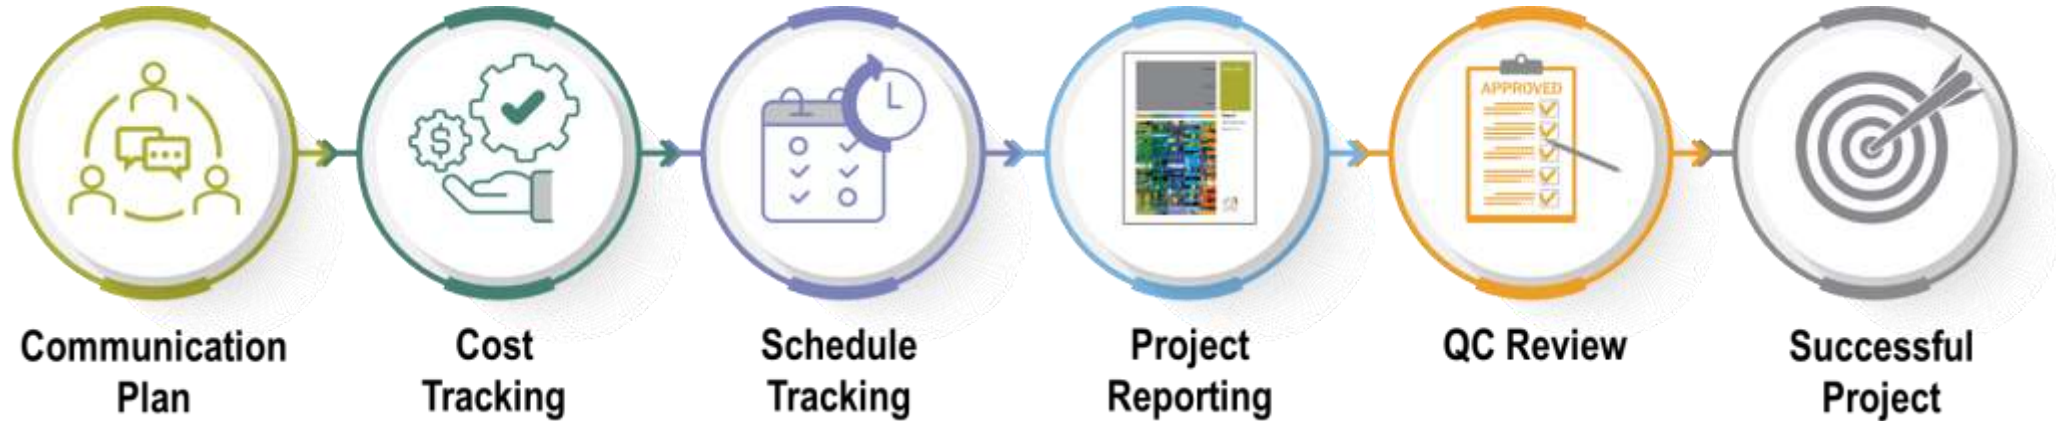 APPROVED
Communication
Plan
Cost
Tracking
Schedule
Tracking
Project
Reporting
QC Review
Successful
Project